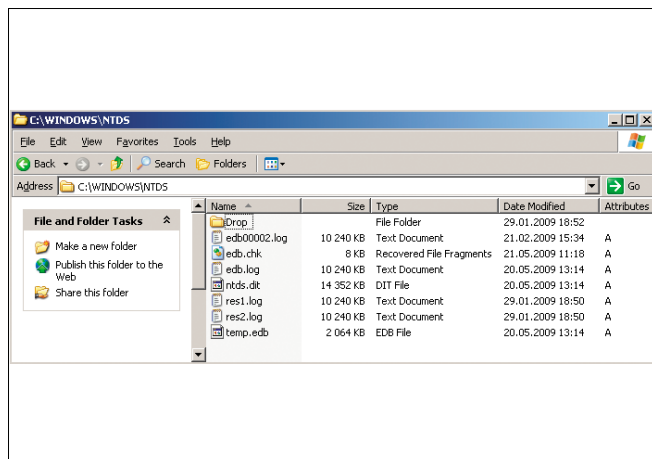 C:\WINDOWS\NTDS
File Edit View Favorites Tools Help
Back Search Folders
Address C:\WINDOWS\NTDS Go
File and Folder Tasks
Make a new folder
Publish this folder to the
Web
Share this folder
Name Size Type Date Modified Attributes
Drop File Folder 29.01.2009 18:52
edb00002.log 10 240 KB Text Document 21.02.2009 15:34 A
edb.chk 8 KB Recovered File Fragments 21.05.2009 11:18 A
edb.log 10 240 KB Text Document 20.05.2009 13:14 A
ntds.dit 14 352 KB DIT File 20.05.2009 13:14 A
res1.log 10 240 KB Text Document 29.01.2009 18:50 A
res2.log 10 240 KB Text Document 29.01.2009 18:50 A
temp.edb 2 064 KB EDB File 20.05.2009 13:14 A